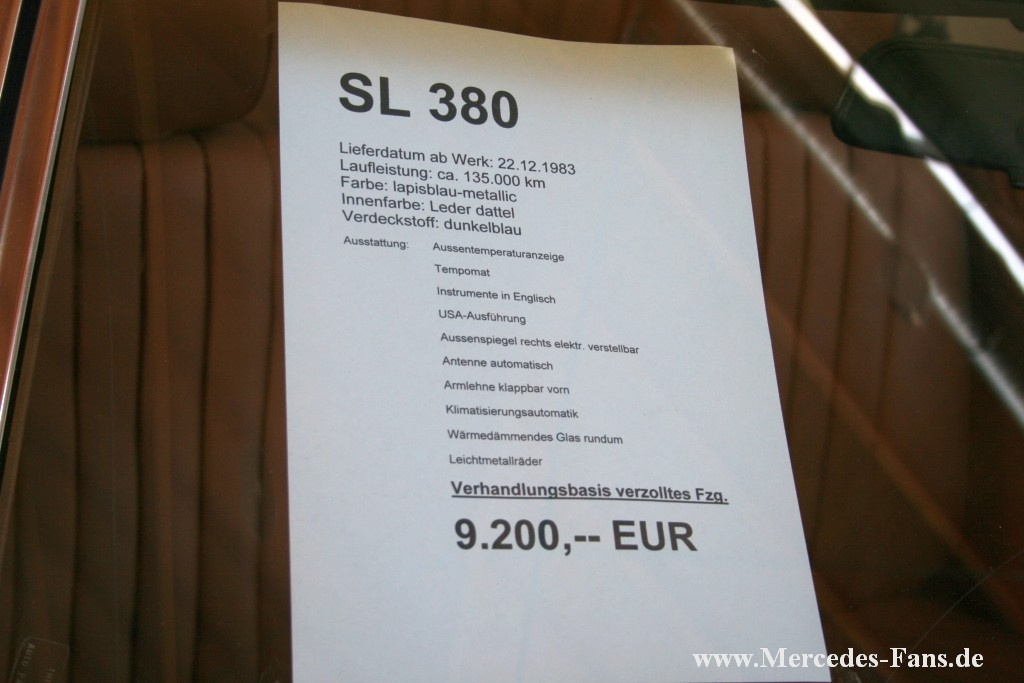 SL 380
Lieferdatum ab Werk: 22.12.1983
Laufleistung: ca. 135.000 km
Farbe: lapisblau-metallic
Innenfarbe: Leder dattel
Verdeckstoff: dunkelblau
Ausstattung: Aussentemperaturanzeige
Tempomat
Instrumente in Englisch
USA-Ausführung
Aussenspiegel rechts elektr. verstellbar
Antenne automatisch
Armlehne klappbar vorn
Klimatisierungsautomatik
Wärmedämmendes Glas rundum
Leichtmetallräder
Verhandlungsbasis verzolltes Fzg.
9.200,-- EUR
www.Mercedes-Fans.de